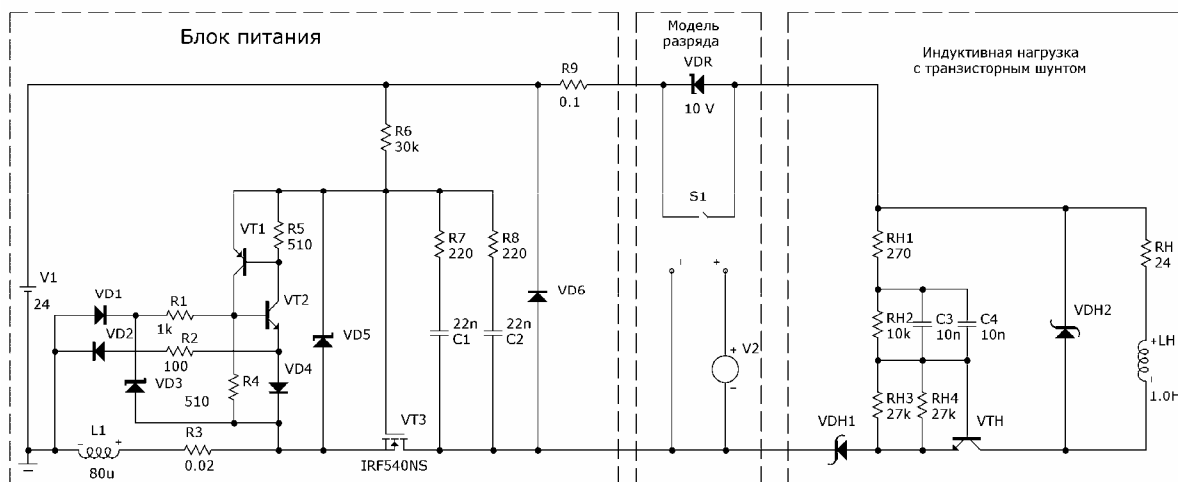 Блок питания
Модель
разряда
Индуктивная нагрузка
с транзисторным шунтом
VDR
10 V
S1
+
V2
+
-
R9
0.1
R6
30k
VT1
R5
510
R7
220
R8
220
V1
24
VD1
R1
1k
VT2
VD2
R2
100
VD3
R4
510
VD4
VD5
22n
C1
22n
C2
VD6
L1
-
+
80u
R3
0.02
VT3
IRF540NS
RH1
270
RH
24
RH2
10k
C3
10n
C4
10n
VDH2
+LH
-
1.0H
RH3
27k
RH4
27k
VDH1
VTH